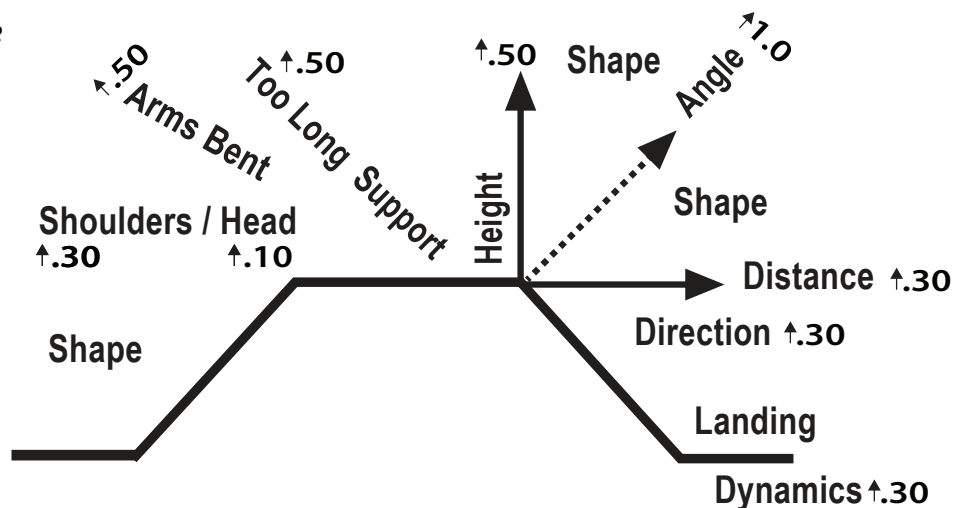 ↑.50
Arms Bent
↑.50
Too Long Support
↑.50
Height
Shape
↑1.0
Angle
Shape
Shoulders / Head
↑.30
↑.10
Distance ↑.30
Direction ↑.30
Shape
Landing
Dynamics ↑.30